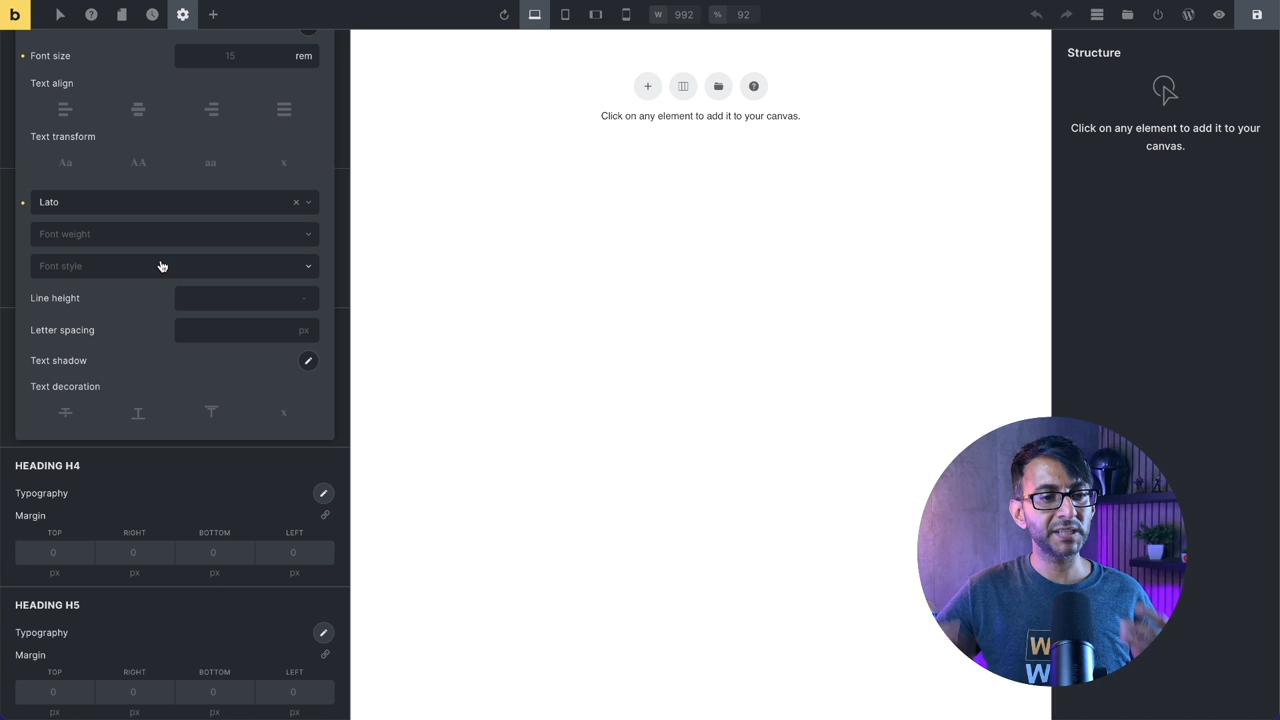 b
W 992 % 92
Font size 15 rem
Text align
Text transform
Aa AA aa x
Lato
Font weight
Font style
Line height -
Letter spacing px
Text shadow
Text decoration
x
HEADING H4
Typography
Margin
TOP RIGHT BOTTOM LEFT
0 0 0 0
px px px px
HEADING H5
Typography
Margin
TOP RIGHT BOTTOM LEFT
0 0 0 0
px px px px
Click on any element to add it to your canvas.
Structure
Click on any element to add it to your
canvas.
W
W